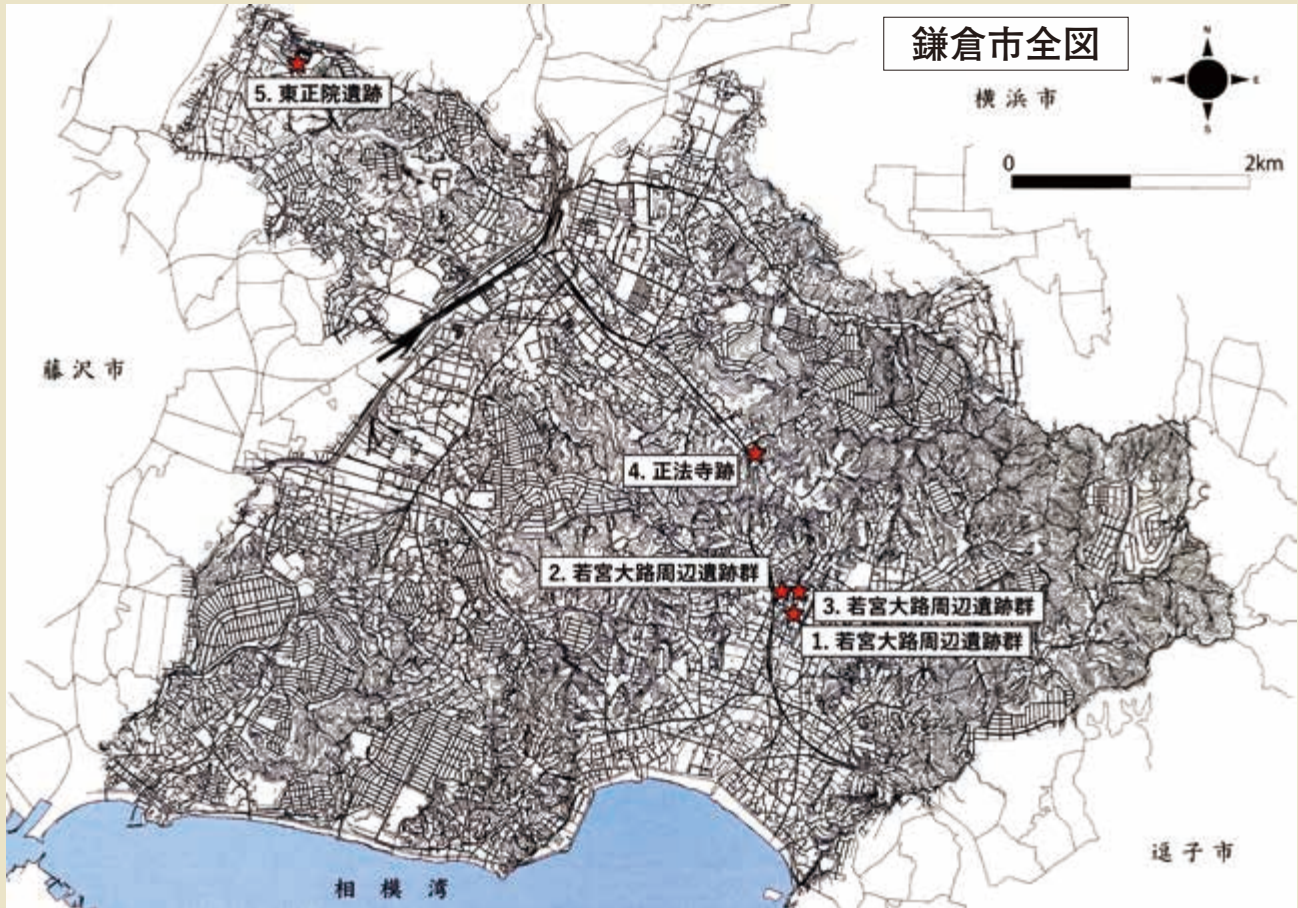 鎌倉市全図
N
W
E
S
横浜市
0
2km
5. 東正院遺跡
藤沢市
4. 正法寺跡
2. 若宮大路周辺遺跡群
3. 若宮大路周辺遺跡群
1. 若宮大路周辺遺跡群
逗子市
相模湾